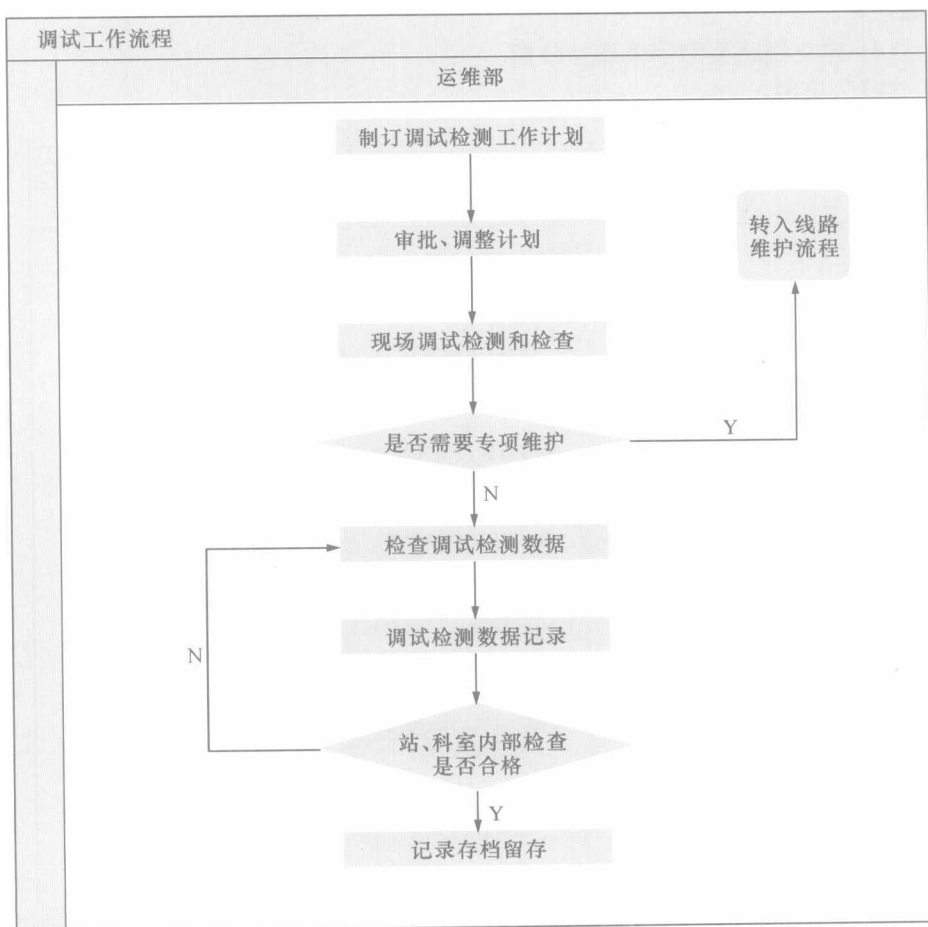 调试工作流程
运维部
制订调试检测工作计划
审批、调整计划
转入线路
维护流程
现场调试检测和检查
是否需要专项维护
Y
N
检查调试检测数据
调试检测数据记录
N
站、科室内部检查
是否合格
Y
记录存档留存